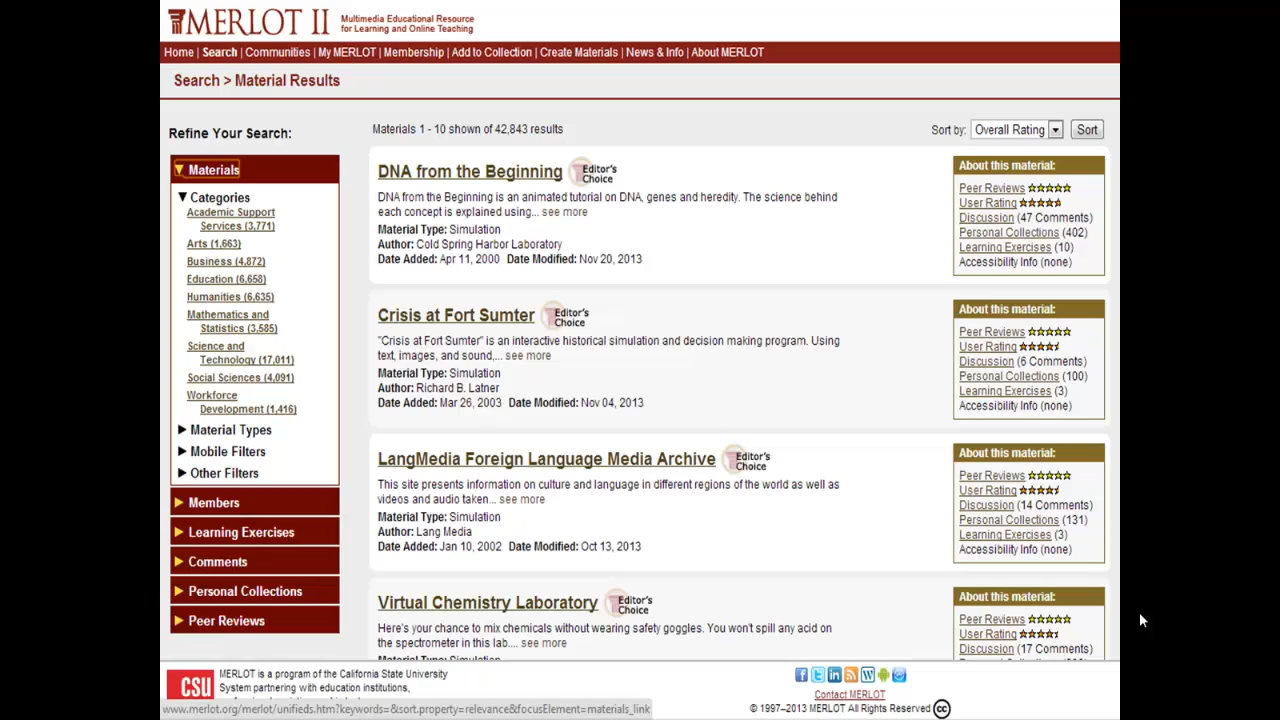 MERLOT II
Multimedia Educational Resource
for Learning and Online Teaching
Home | Search | Communities | My MERLOT | Membership | Add to Collection | Create Materials | News & Info | About MERLOT
Search > Material Results
Refine Your Search:
Materials
Categories
Academic Support
Services (3,771)
Arts (1,663)
Business (4,872)
Education (6,658)
Humanities (6,635)
Mathematics and
Statistics (3,585)
Science and
Technology (17,011)
Social Sciences (4,091)
Workforce
Development (1,416)
Material Types
Mobile Filters
Other Filters
Members
Learning Exercises
Comments
Personal Collections
Peer Reviews
Materials 1 - 10 shown of 42,843 results
Sort by: Overall Rating Sort
DNA from the Beginning Editor's Choice
DNA from the Beginning is an animated tutorial on DNA, genes and heredity. The science behind
each concept is explained using... see more
Material Type: Simulation
Author: Cold Spring Harbor Laboratory
Date Added: Apr 11, 2000 Date Modified: Nov 20, 2013
About this material:
Peer Reviews
User Rating
Discussion (47 Comments)
Personal Collections (402)
Learning Exercises (10)
Accessibility Info (none)
Crisis at Fort Sumter Editor's Choice
"Crisis at Fort Sumter" is an interactive historical simulation and decision making program. Using
text, images, and sound,... see more
Material Type: Simulation
Author: Richard B. Latner
Date Added: Mar 26, 2003 Date Modified: Nov 04, 2013
About this material:
Peer Reviews
User Rating
Discussion (6 Comments)
Personal Collections (100)
Learning Exercises (3)
Accessibility Info (none)
LangMedia Foreign Language Media Archive Editor's Choice
This site presents information on culture and language in different regions of the world as well as
videos and audio taken... see more
Material Type: Simulation
Author: Lang Media
Date Added: Jan 10, 2002 Date Modified: Oct 13, 2013
About this material:
Peer Reviews
User Rating
Discussion (14 Comments)
Personal Collections (131)
Learning Exercises (3)
Accessibility Info (none)
Virtual Chemistry Laboratory Editor's Choice
Here's your chance to mix chemicals without wearing safety goggles. You won't spill any acid on
the spectrometer in this lab.... see more
About this material:
Peer Reviews
User Rating
Discussion (17 Comments)
CSU
MERLOT is a program of the California State University
System partnering with education institutions,
www.merlot.org/merlot/unifieds.htm?keywords=&sort.property=relevance&focusElement=materials_link
Contact MERLOT
© 1997–2013 MERLOT All Rights Reserved cc